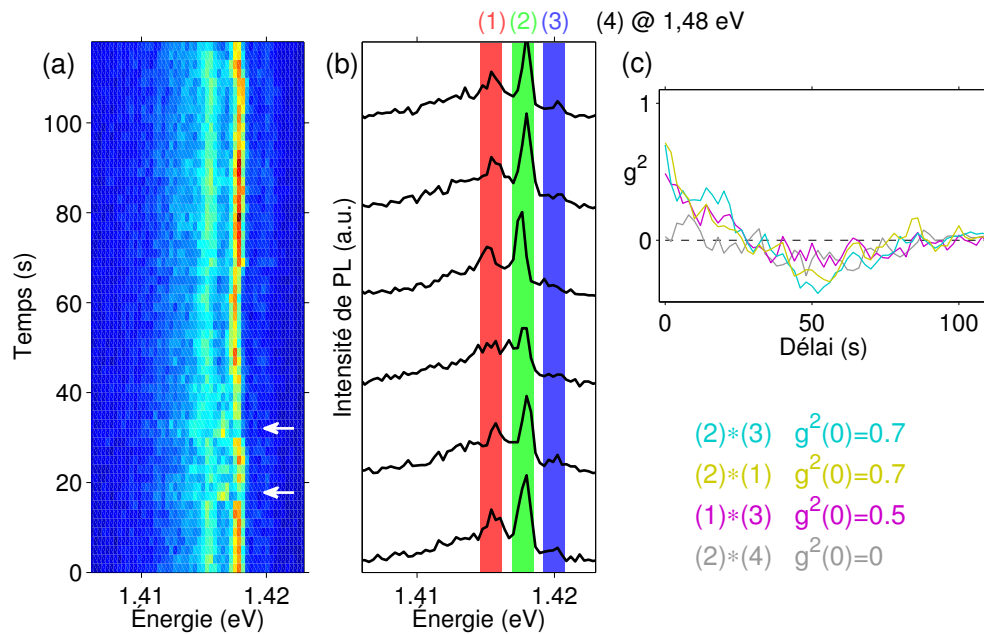 (1) (2) (3) (4) @ 1,48 eV
(a)
Temps (s)
100
80
60
40
20
0
1.41 1.42
Énergie (eV)
(b)
Intensité de PL (a.u.)
1.41 1.42
Énergie (eV)
(c)
g²
1
0
0 50 100
Délai (s)
(2)*(3) g²(0)=0.7
(2)*(1) g²(0)=0.7
(1)*(3) g²(0)=0.5
(2)*(4) g²(0)=0